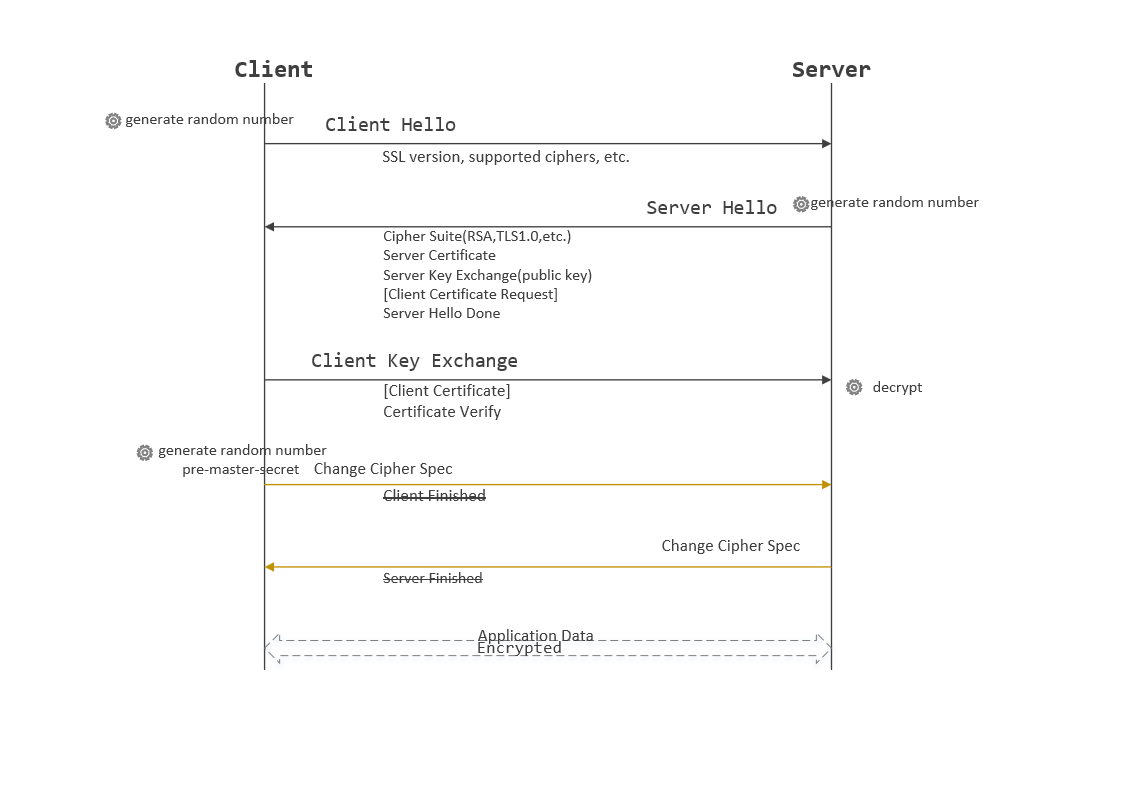 Client
Server
generate random number
Client Hello
SSL version, supported ciphers, etc.
Server Hello
generate random number
Cipher Suite(RSA,TLS1.0,etc.)
Server Certificate
Server Key Exchange(public key)
[Client Certificate Request]
Server Hello Done
Client Key Exchange
[Client Certificate]
Certificate Verify
decrypt
generate random number
pre-master-secret
Change Cipher Spec
Client Finished
Change Cipher Spec
Server Finished
Application Data
Encrypted